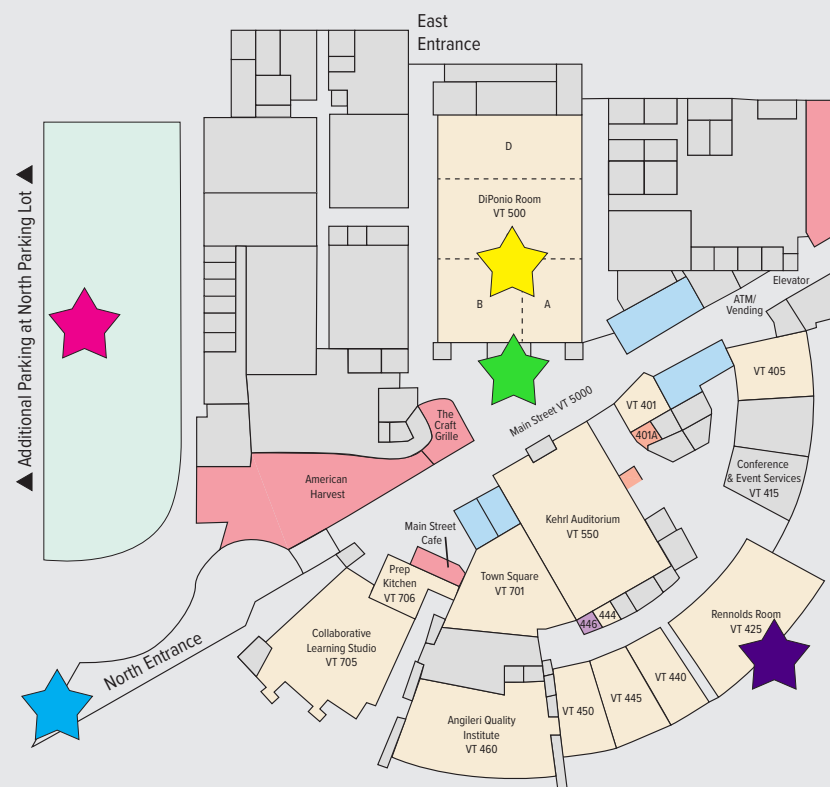 East
Entrance
Additional Parking at North Parking Lot
D
DiPonio Room
VT 500
B
A
Elevator
ATM/
Vending
Main Street VT 5000
VT 405
VT 401
401A
The
Craft
Grille
Conference
& Event Services
VT 415
American
Harvest
Kehrl Auditorium
VT 550
Main Street
Cafe
Prep
Kitchen
VT 706
Town Square
VT 701
444
446
Rennolds Room
VT 425
Collaborative
Learning Studio
VT 705
North Entrance
VT 440
VT 445
VT 450
Angileri Quality
Institute
VT 460